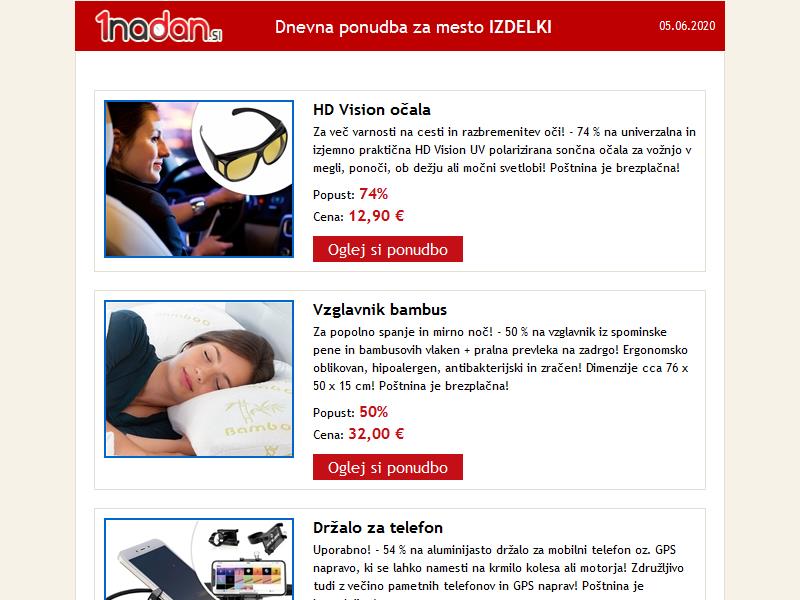 1nadan.si
Dnevna ponudba za mesto IZDELKI
05.06.2020
HD Vision očala
Za več varnosti na cesti in razbremenitev oči! - 74 % na univerzalna in
izjemno praktična HD Vision UV polarizirana sončna očala za vožnjo v
megli, ponoči, ob dežju ali močni svetlobi! Poštnina je brezplačna!
Popust: 74%
Cena: 12,90 €
Oglej si ponudbo
Bamboo
Bamboo
Vzglavnik bambus
Za popolno spanje in mirno noč! - 50 % na vzglavnik iz spominske
pene in bambusovih vlaken + pralna prevleka na zadrgo! Ergonomsko
oblikovan, hipoalergen, antibakterijski in zračen! Dimenzije cca 76 x
50 x 15 cm! Poštnina je brezplačna!
Popust: 50%
Cena: 32,00 €
Oglej si ponudbo
Držalo za telefon
Uporabno! - 54 % na aluminijasto držalo za mobilni telefon oz. GPS
napravo, ki se lahko namesti na krmilo kolesa ali motorja! Združljivo
tudi z večino pametnih telefonov in GPS naprav! Poštnina je